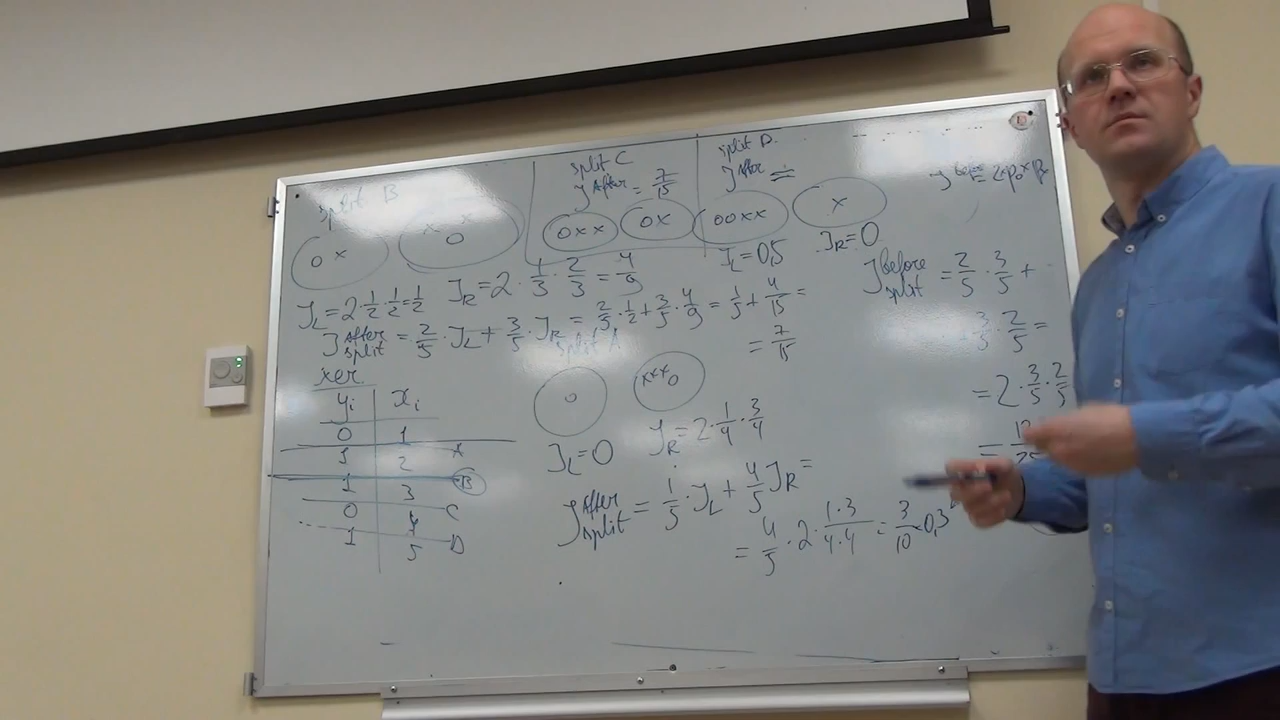 split B
o x
x x
o
J_L = 2·1/2·1/2 = 1/2
J_R = 2·1/3·2/3 = 4/9
J After split = 2/5·J_L + 3/5·J_R = 2/5·1/2 + 3/5·4/9 = 1/5 + 4/15 =
= 7/15
split C
J After = 7/15
oxx
ox
split D.
J After
ooxx
x
J_L = 0,5
J_R = 0
J before split = 2/5·3/5 +
+ 3/5·2/5 =
= 2·3/5·2/5
split A
o
xxxo
J_L = 0
J_R = 2·1/4·3/4
J After split = 1/5·J_L + 4/5 J_R =
= 4/5·2·1·3/4·4 = 3/10 0,3
y_i x_i
0 1
A
1 2
B
1 3
C
0 4
D
1 5